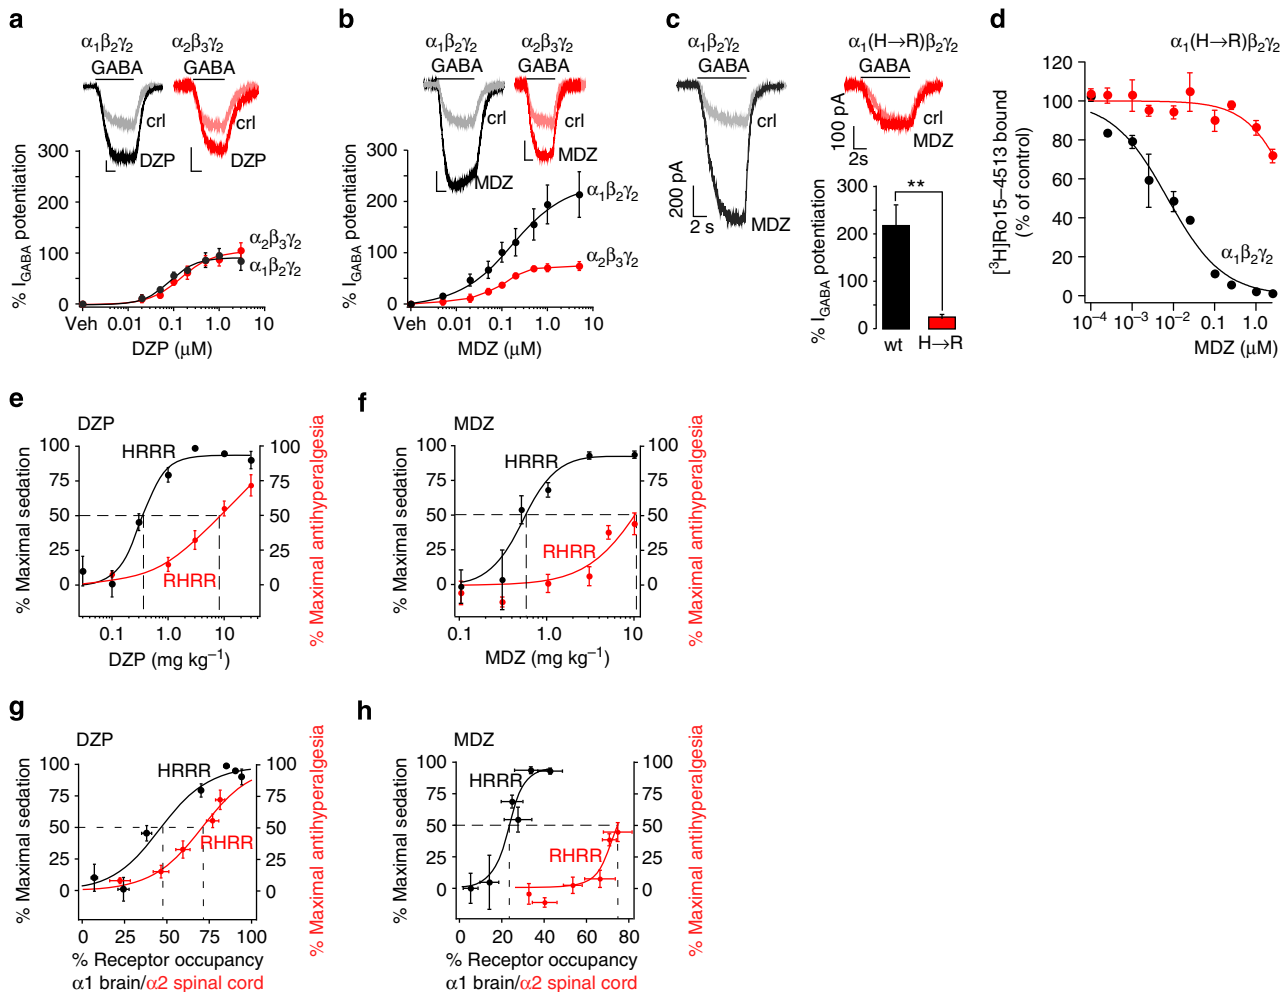 a
α1β2γ2
α2β3γ2
GABA
GABA
crl
crl
DZP
DZP
300
200
100
0
% IGABA potentiation
α2β3γ2
α1β2γ2
Veh
0.01
0.1
1.0
10
DZP (μM)
b
α1β2γ2
α2β3γ2
GABA
GABA
crl
crl
MDZ
MDZ
300
200
100
0
% IGABA potentiation
α1β2γ2
α2β3γ2
Veh
0.01
0.1
1.0
10
MDZ (μM)
c
α1β2γ2
GABA
crl
MDZ
200 pA
2 s
α1(H→R)β2γ2
GABA
crl
MDZ
100 pA
2s
300
200
100
0
% IGABA potentiation
**
wt
H→R
d
α1(H→R)β2γ2
120
100
80
60
40
20
0
[³H]Ro15–4513 bound
(% of control)
α1β2γ2
10⁻⁴
10⁻³
10⁻²
0.1
1.0
MDZ (μM)
e
DZP
100
75
50
25
0
% Maximal sedation
HRRR
RHRR
100
75
50
25
0
% Maximal antihyperalgesia
0.1
1.0
10
DZP (mg kg⁻¹)
f
MDZ
100
75
50
25
0
% Maximal sedation
HRRR
RHRR
100
75
50
25
0
% Maximal antihyperalgesia
0.1
1.0
10
MDZ (mg kg⁻¹)
g
DZP
100
75
50
25
0
% Maximal sedation
HRRR
RHRR
100
75
50
25
0
% Maximal antihyperalgesia
0
25
50
75
100
% Receptor occupancy
α1 brain/α2 spinal cord
h
MDZ
100
75
50
25
0
% Maximal sedation
HRRR
RHRR
100
75
50
25
0
% Maximal antihyperalgesia
0
20
40
60
80
% Receptor occupancy
α1 brain/α2 spinal cord